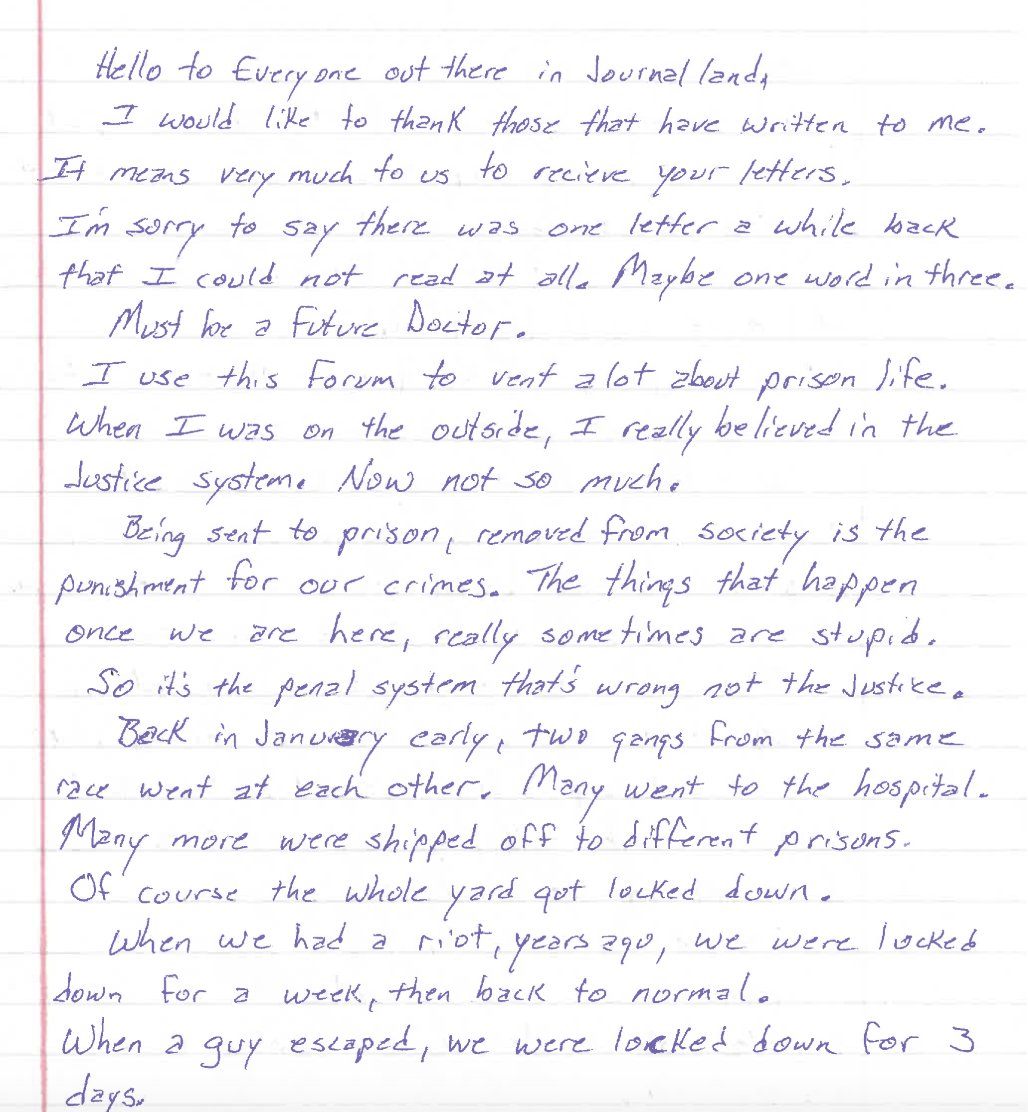 Hello to Everyone out there in Journal land,
I would like to thank those that have written to me.
It means very much to us to recieve your letters.
I'm sorry to say there was one letter a while back
that I could not read at all. Maybe one word in three.
Must be a Future Doctor.
I use this Forum to vent alot about prison life.
When I was on the outside, I really believed in the
Justice system. Now not so much.
Being sent to prison, removed from society is the
punishment for our crimes. The things that happen
once we are here, really sometimes are stupid.
So it's the penal system that's wrong not the Justice.
Back in January early, two gangs from the same
race went at each other. Many went to the hospital.
Many more were shipped off to different prisons.
Of course the whole yard got locked down.
When we had a riot, years ago, we were locked
down for a week, then back to normal.
When a guy escaped, we were locked down for 3
days.